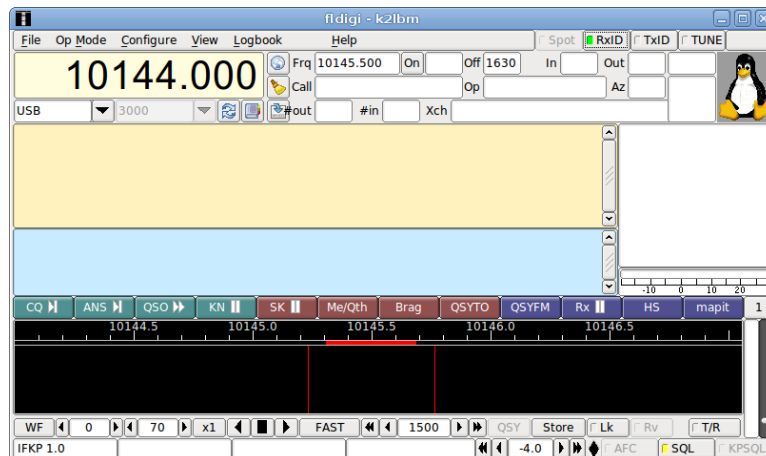 fldigi - k2lbm
File Op Mode Configure View Logbook Help Spot RxID TxID TUNE
10144.000 Frq 10145.500 On Off 1630 In Out
Call Op Az
USB 3000 #out #in Xch
-10 0 10 20
CQ ANS QSO KN SK Me/Qth Brag QSYTO QSYFM Rx HS mapit 1
10144.5 10145.0 10145.5 10146.0 10146.5
WF 0 70 x1 FAST 1500 QSY Store Lk Rv T/R
IFKP 1.0 -4.0 AFC SQL KPSQL